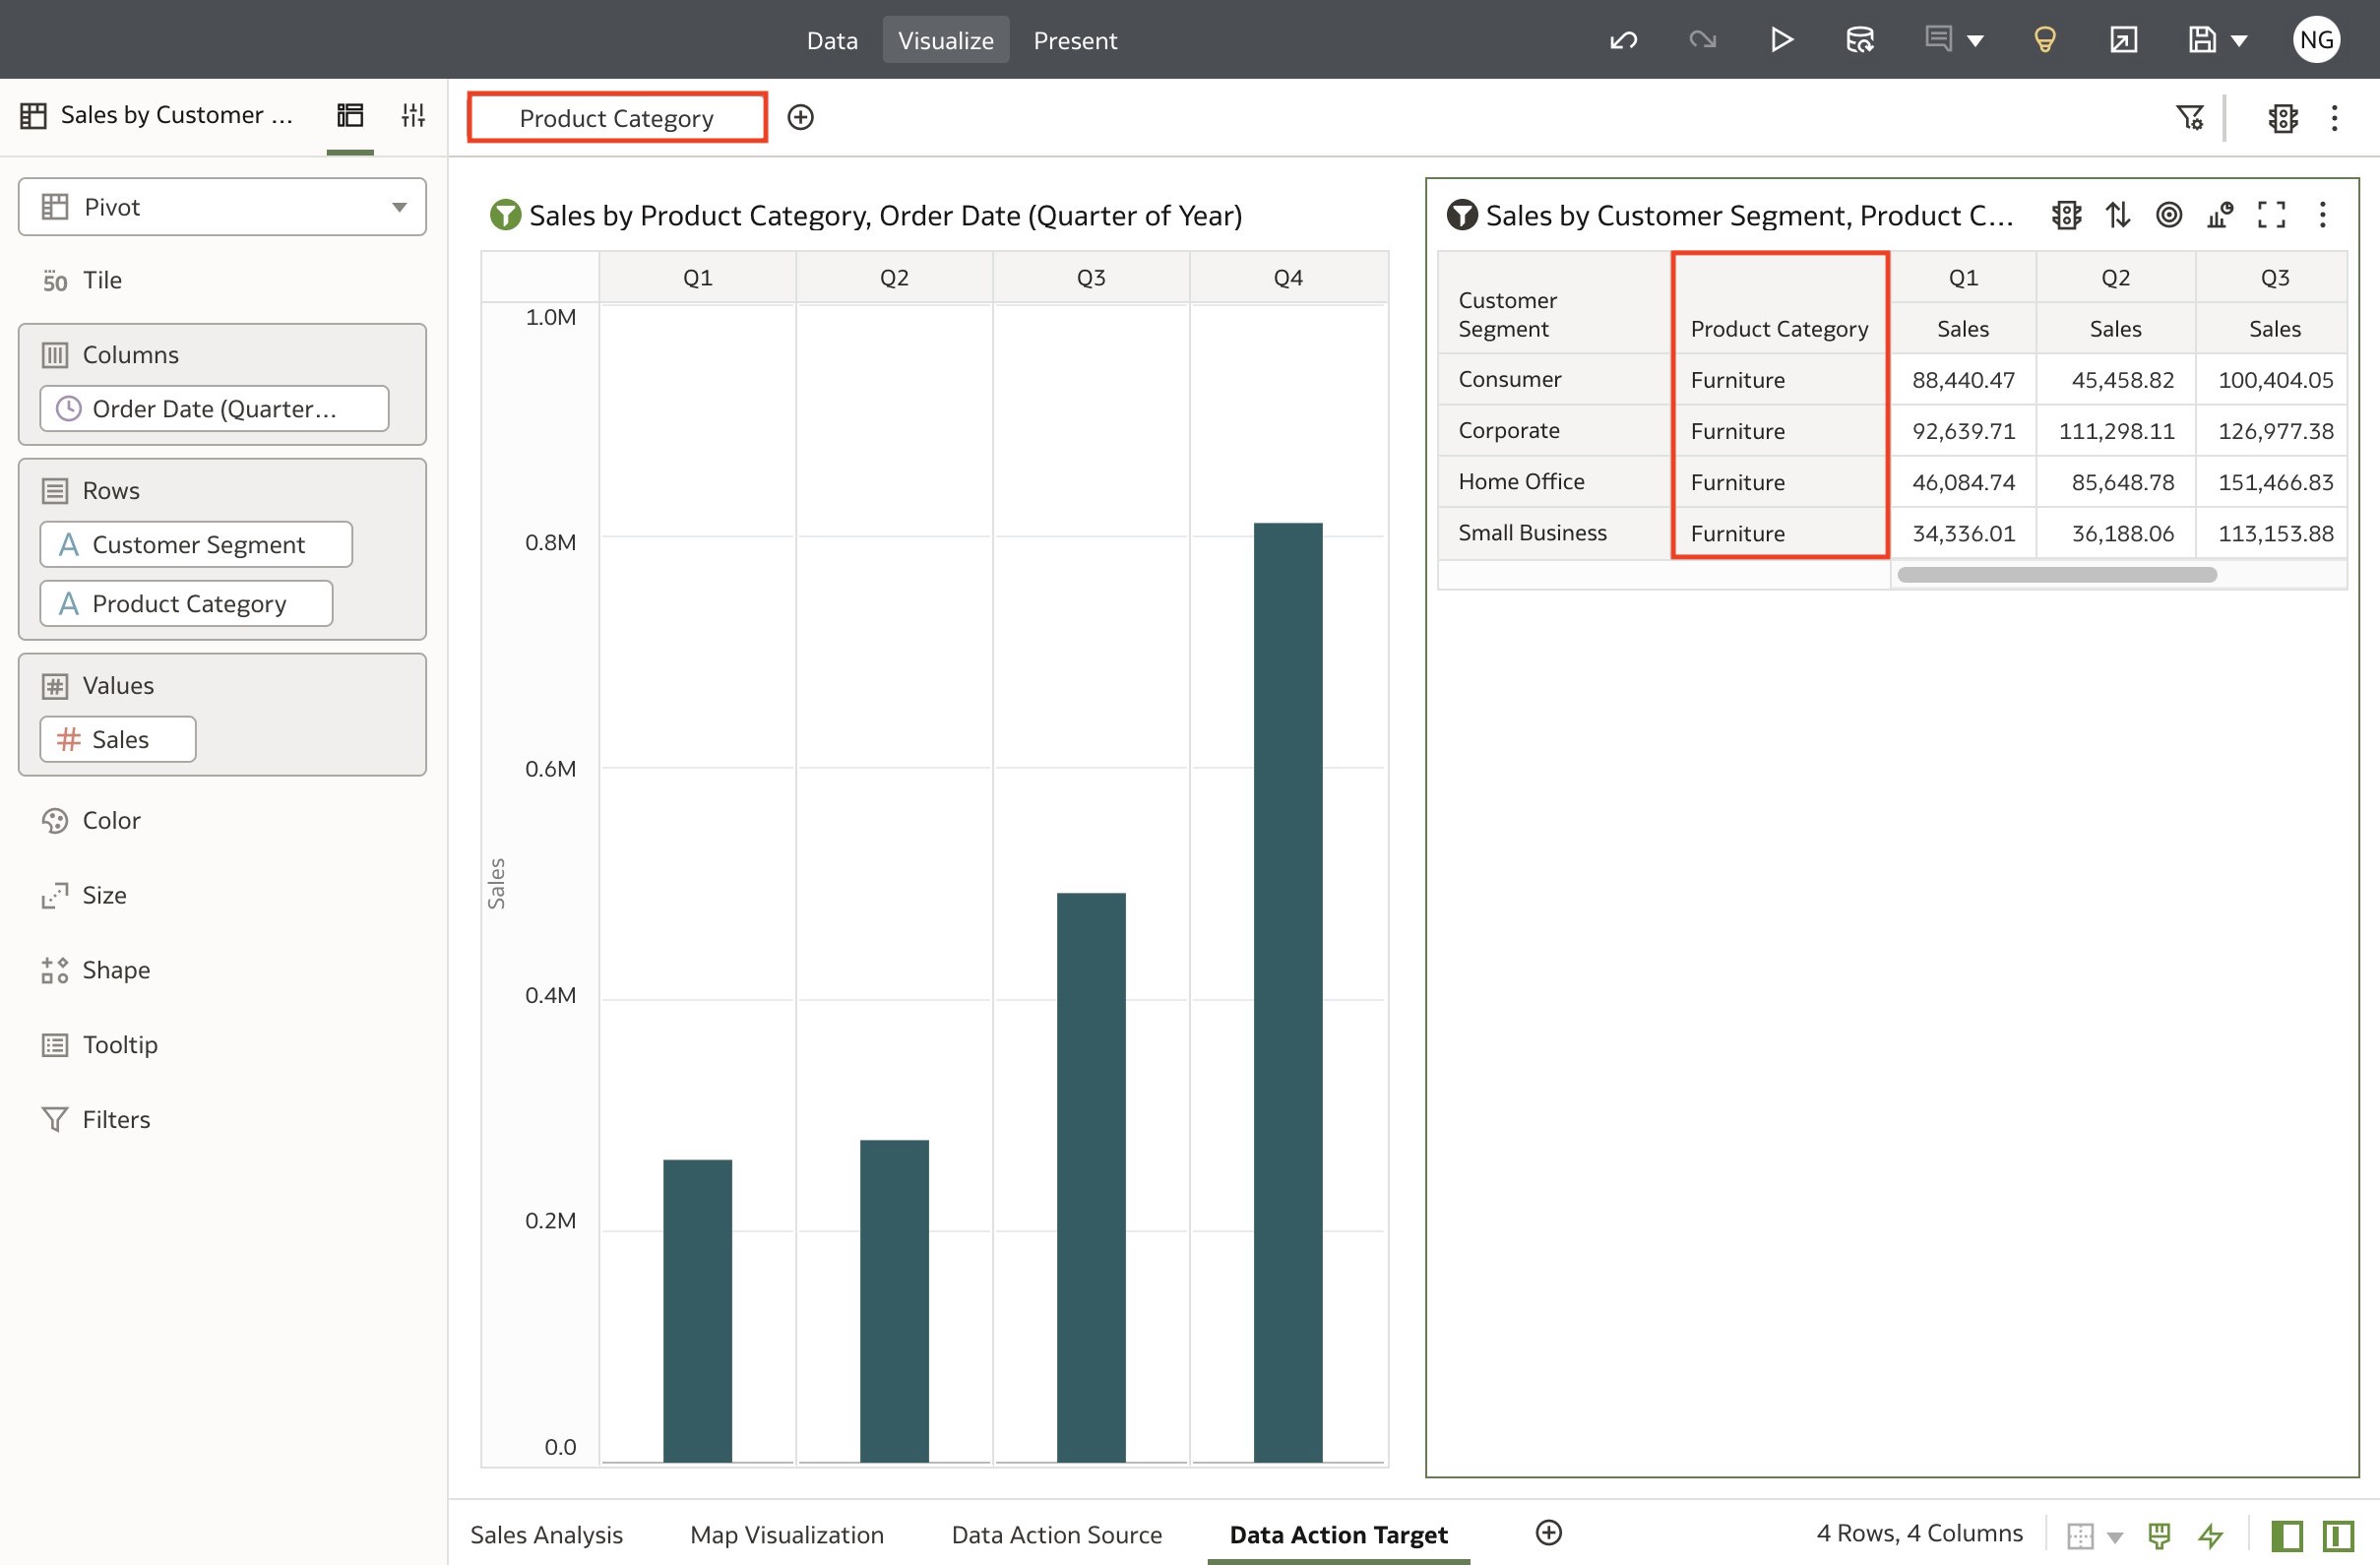 Data Visualize Present NG
Sales by Customer ...
Product Category
Pivot
50 Tile
Columns
Order Date (Quarter...
Rows
A Customer Segment
A Product Category
Values
# Sales
Color
Size
Shape
Tooltip
Filters
Sales by Product Category, Order Date (Quarter of Year)
Q1 Q2 Q3 Q4
1.0M
0.8M
0.6M
0.4M
0.2M
0.0
Sales
Sales by Customer Segment, Product C...
Q1 Q2 Q3
Customer
Segment Product Category Sales Sales Sales
Consumer Furniture 88,440.47 45,458.82 100,404.05
Corporate Furniture 92,639.71 111,298.11 126,977.38
Home Office Furniture 46,084.74 85,648.78 151,466.83
Small Business Furniture 34,336.01 36,188.06 113,153.88
Sales Analysis Map Visualization Data Action Source Data Action Target 4 Rows, 4 Columns